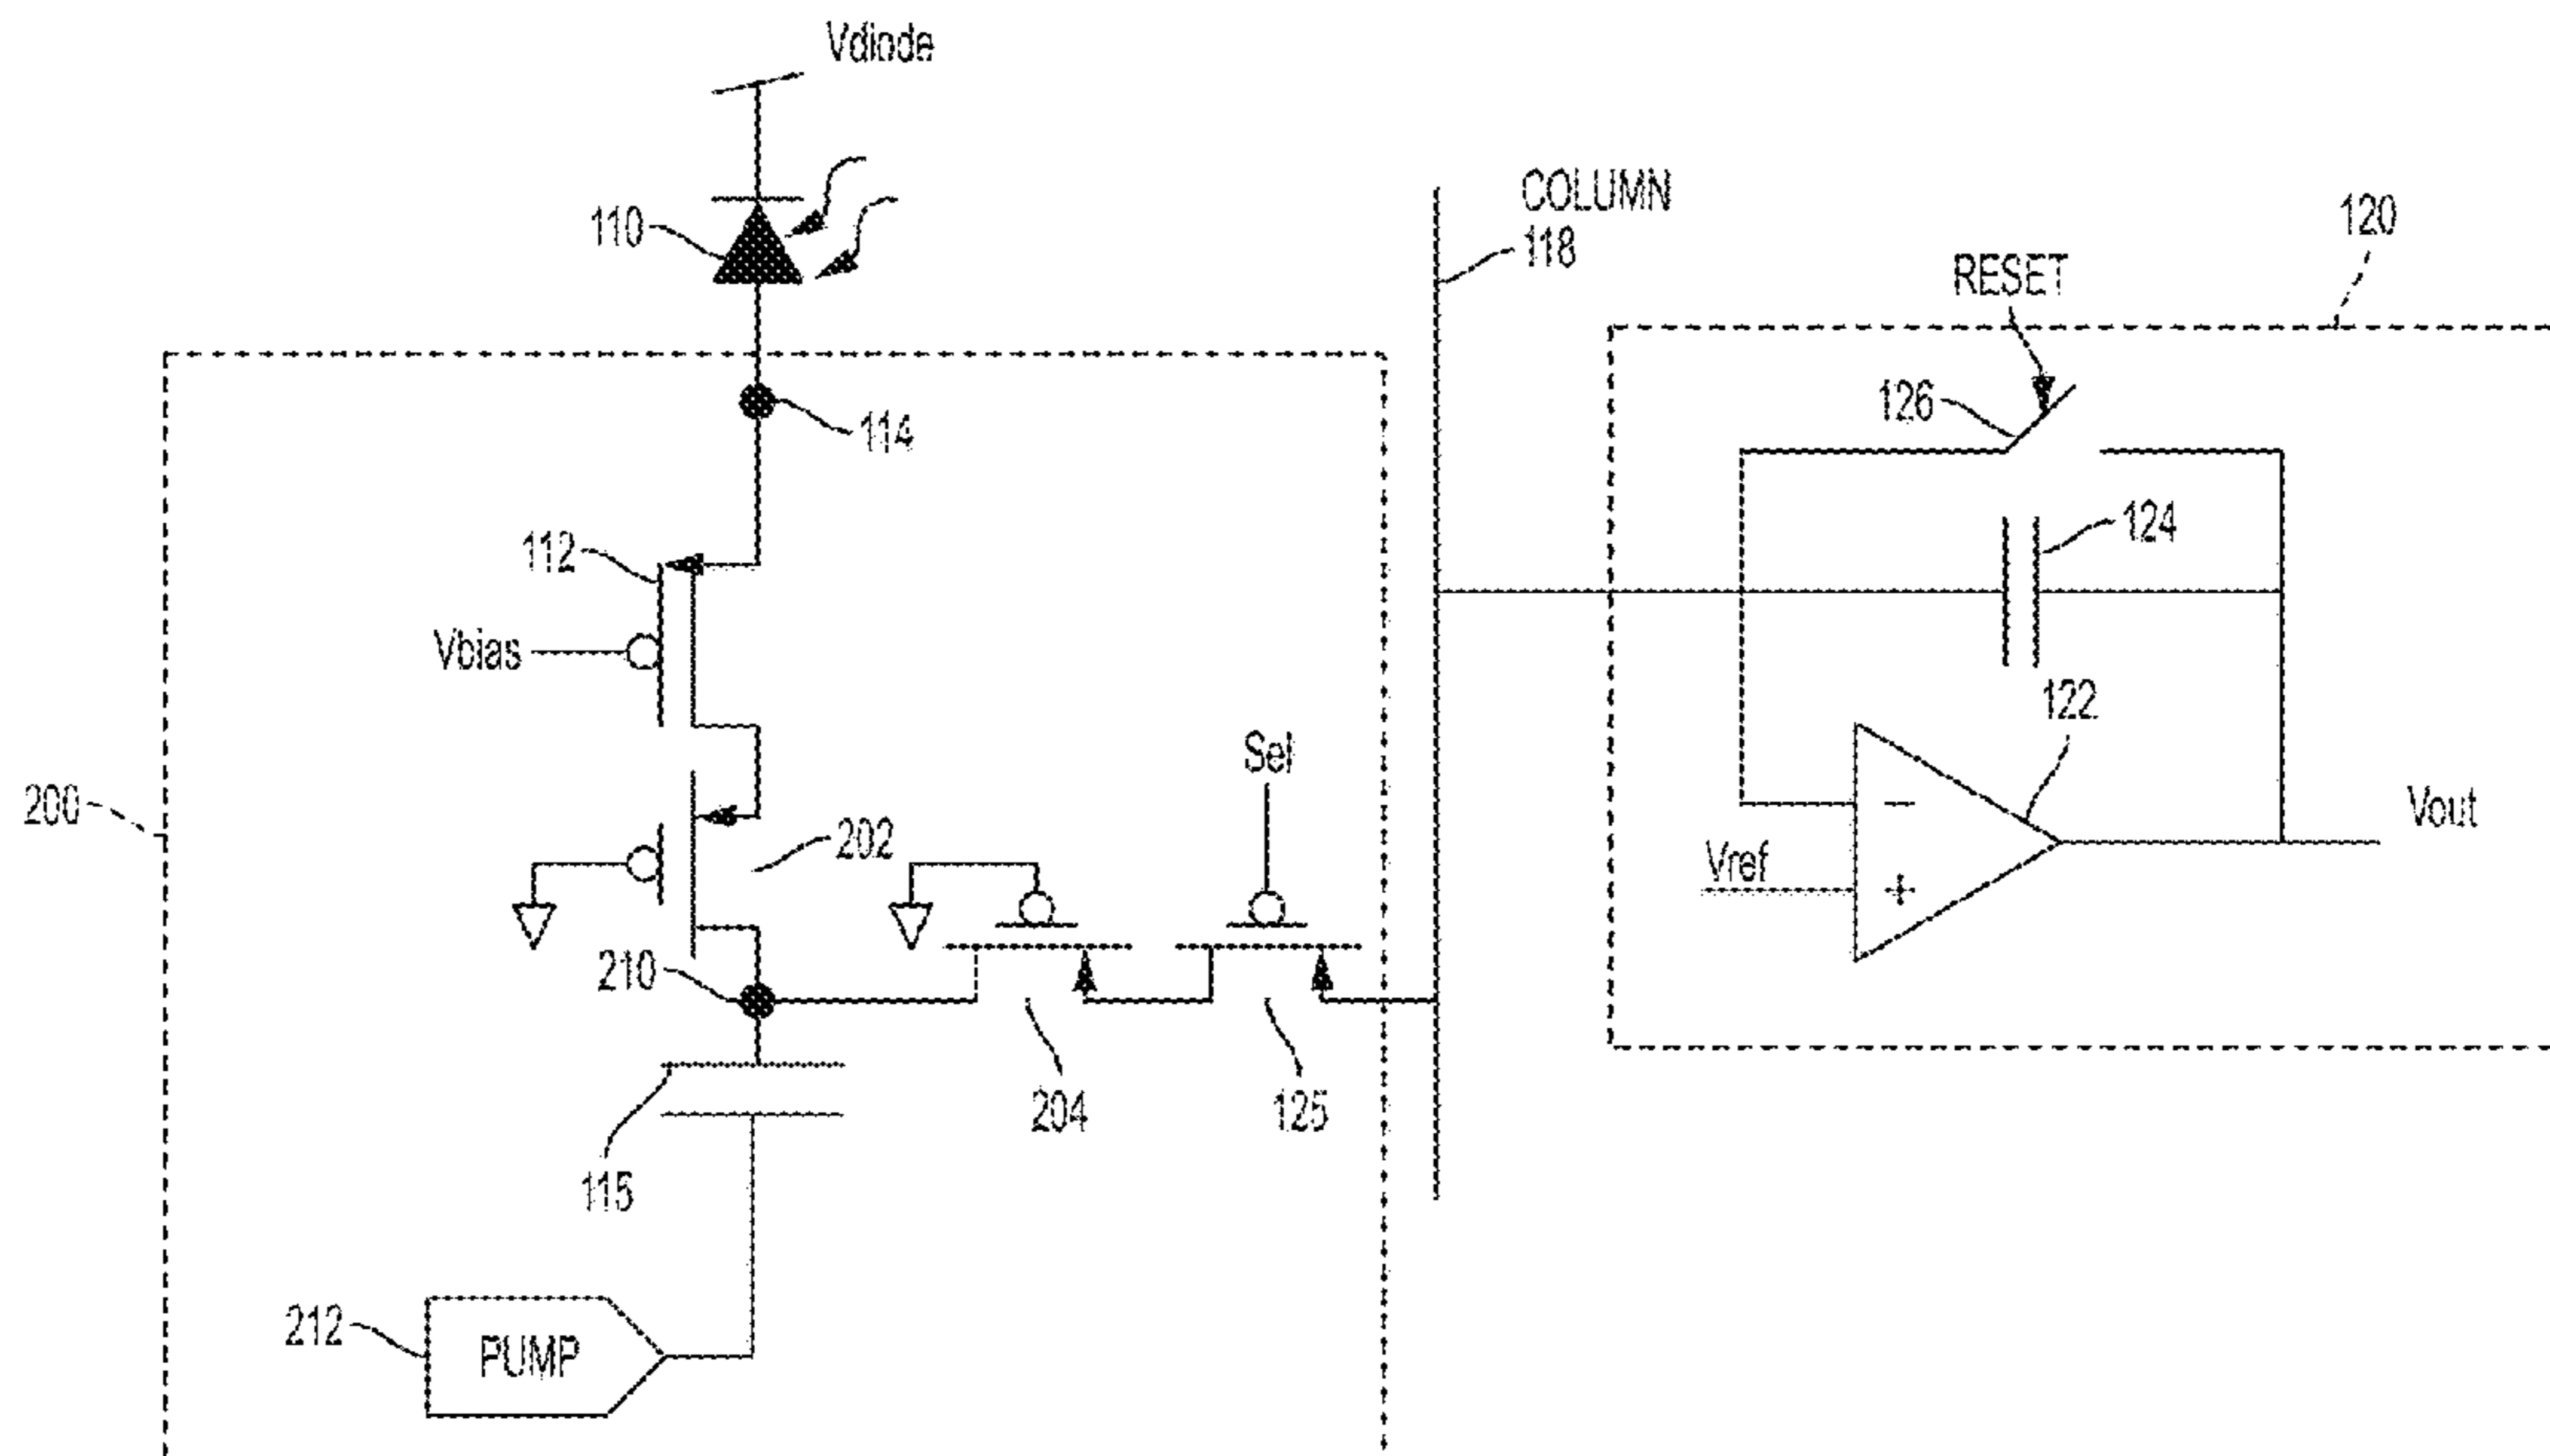 Vdiode
110
COLUMN
118
120
RESET
114
126
112
124
Vbias
122
Sel
200
202
Vout
Vref
−
+
210
204
125
115
212
PUMP